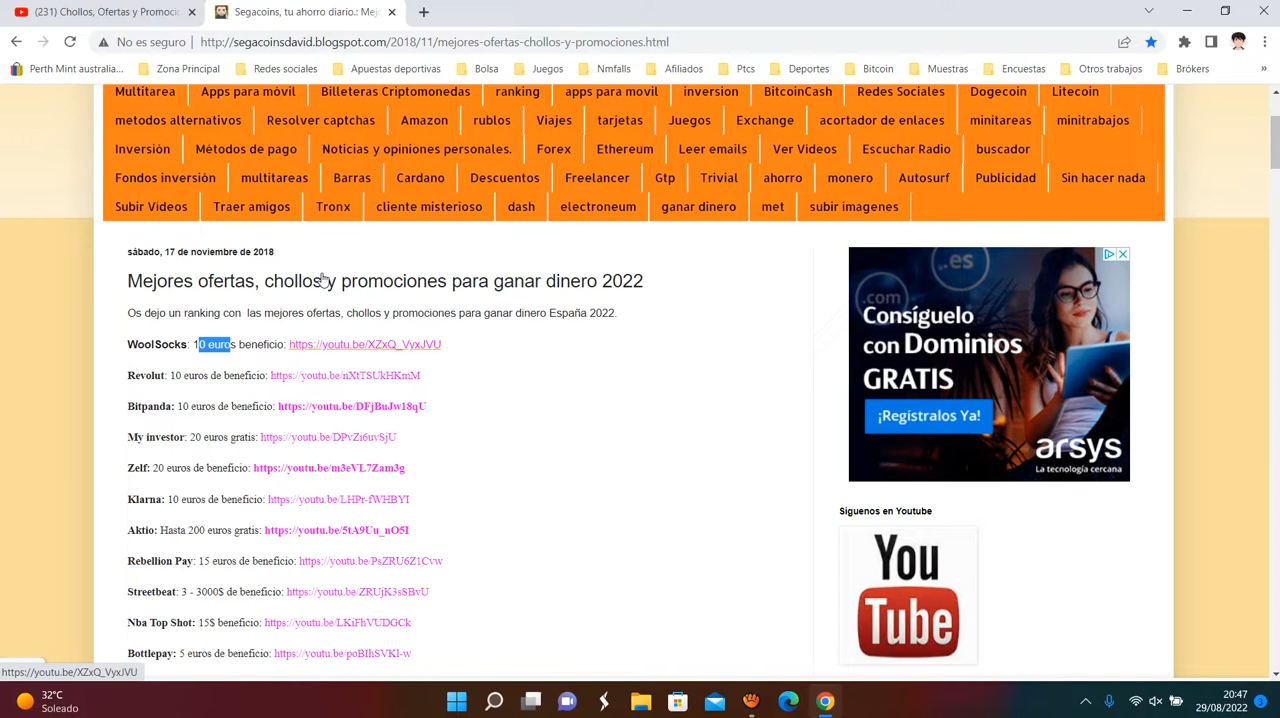 (231) Chollos, Ofertas y Promocio
Segacoins, tu ahorro diario.: Mej
No es seguro
http://segacoinsdavid.blogspot.com/2018/11/mejores-ofertas-chollos-y-promociones.html
Perth Mint australia... Zona Principal Redes sociales Apuestas deportivas Bolsa Juegos Nmfalls Afiliados Ptcs Deportes Bitcoin Muestras Encuestas Otros trabajos Brókers »
Multitarea Apps para móvil Billeteras Criptomonedas ranking apps para movil inversion BitcoinCash Redes Sociales Dogecoin Litecoin
metodos alternativos Resolver captchas Amazon rublos Viajes tarjetas Juegos Exchange acortador de enlaces minitareas minitrabajos
Inversión Métodos de pago Noticias y opiniones personales. Forex Ethereum Leer emails Ver Videos Escuchar Radio buscador
Fondos inversión multitareas Barras Cardano Descuentos Freelancer Gtp Trivial ahorro monero Autosurf Publicidad Sin hacer nada
Subir Videos Traer amigos Tronx cliente misterioso dash electroneum ganar dinero met subir imagenes
sábado, 17 de noviembre de 2018
Mejores ofertas, chollos y promociones para ganar dinero 2022
Os dejo un ranking con las mejores ofertas, chollos y promociones para ganar dinero España 2022.
WoolSocks: 10 euros beneficio: https://youtu.be/XZxQ_VyxJVU
Revolut: 10 euros de beneficio: https://youtu.be/nXtTSUkHKmM
Bitpanda: 10 euros de beneficio: https://youtu.be/DFjBuJw18qU
My investor: 20 euros gratis: https://youtu.be/DPvZi6uvSjU
Zelf: 20 euros de beneficio: https://youtu.be/m3eVL7Zam3g
Klarna: 10 euros de beneficio: https://youtu.be/LHPr-fWHBYI
Aktio: Hasta 200 euros gratis: https://youtu.be/5tA9Uu_nO5I
Rebellion Pay: 15 euros de beneficio: https://youtu.be/PsZRU6Z1Cvw
Streetbeat: 3 - 3000$ de beneficio: https://youtu.be/ZRUjK3sSBvU
Nba Top Shot: 15$ beneficio: https://youtu.be/LKiFhVUDGCk
Bottlepay: 5 euros de beneficio: https://youtu.be/poBIhSVKl-w
.es
.com
Consíguelo
con Dominios
GRATIS
¡Regístralos Ya!
arsys
La tecnología cercana
Síguenos en Youtube
You
Tube
https://youtu.be/XZxQ_VyxJVU
32°C
Soleado
20:47
29/08/2022
3